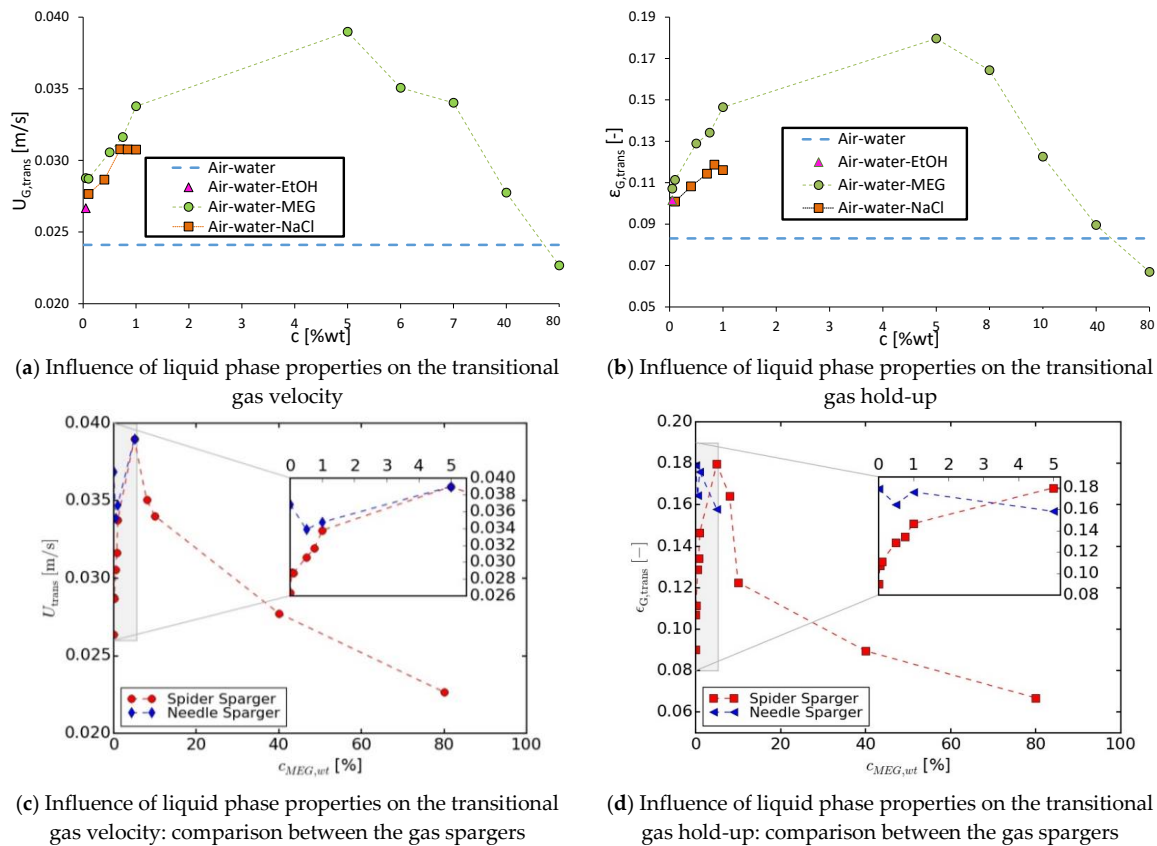 0.040
0.035
0.030
0.025
0.020
U_G,trans [m/s]
Air-water
Air-water-EtOH
Air-water-MEG
Air-water-NaCl
0 0 1 1 2 5 6 7 40 80
c [%wt]
(a) Influence of liquid phase properties on the transitional
gas velocity
0.19
0.17
0.15
0.13
0.11
0.09
0.07
0.05
ε_G,trans [-]
Air-water
Air-water-EtOH
Air-water-MEG
Air-water-NaCl
0 1 2 3 4 5 8 10 40 80
c [%wt]
(b) Influence of liquid phase properties on the transitional
gas hold-up
0.040
0.035
0.030
0.025
0.020
U_trans [m/s]
0 1 2 3 4 5
0.040
0.038
0.036
0.034
0.032
0.030
0.028
0.026
Spider Sparger
Needle Sparger
0 20 40 60 80 100
c_MEG,wt [%]
(c) Influence of liquid phase properties on the transitional
gas velocity: comparison between the gas spargers
0.20
0.18
0.16
0.14
0.12
0.10
0.08
0.06
ϵ_G,trans [−]
0 1 2 3 4 5
0.18
0.16
0.14
0.12
0.10
0.08
Spider Sparger
Needle Sparger
0 20 40 60 80 100
c_MEG,wt [%]
(d) Influence of liquid phase properties on the transitional
gas hold-up: comparison between the gas spargers